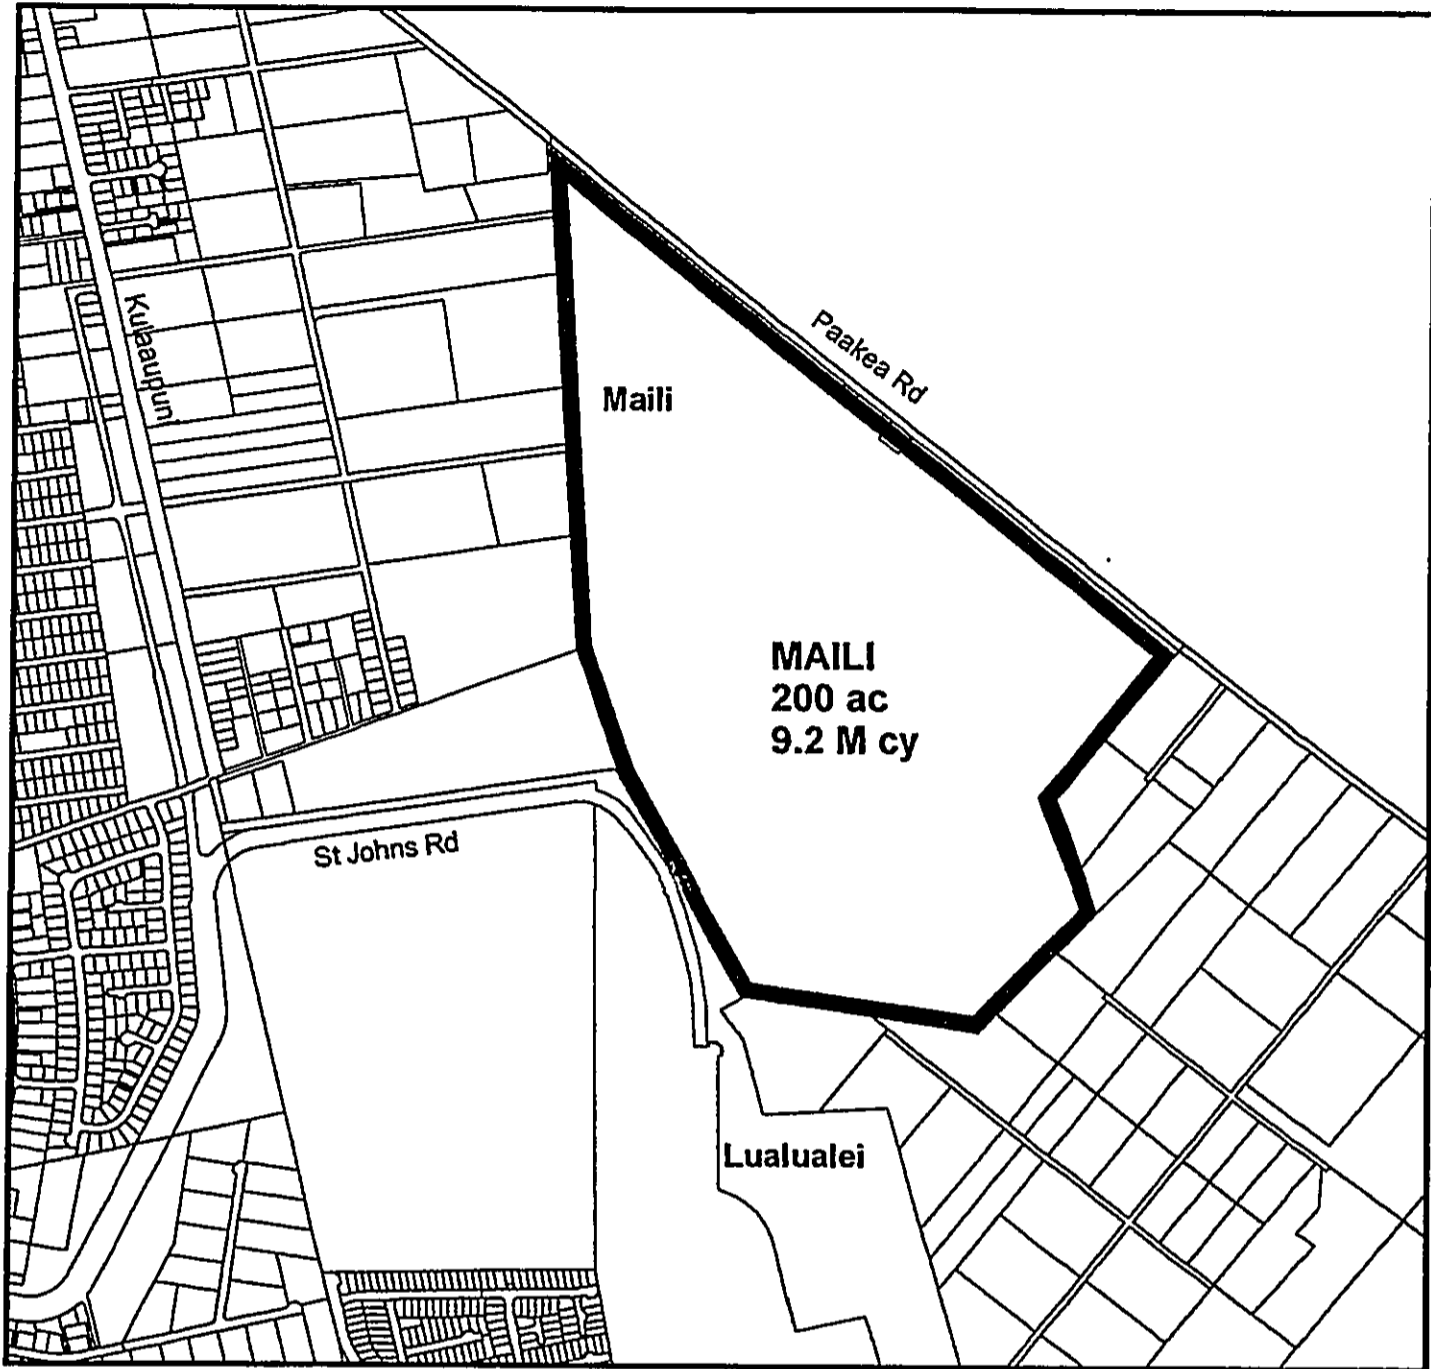 Kulaaupuni
Paakea Rd
Maili
MAILI
200 ac
9.2 M cy
St Johns Rd
Lualualei